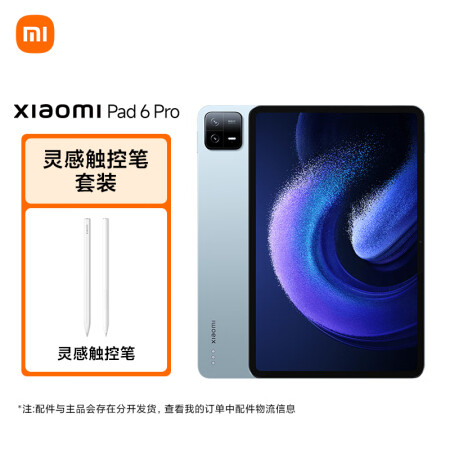 xiaomi Pad 6 Pro
灵感触控笔
套装
灵感触控笔
xiaomi
*注:配件与主品会存在分开发货，查看我的订单中配件物流信息